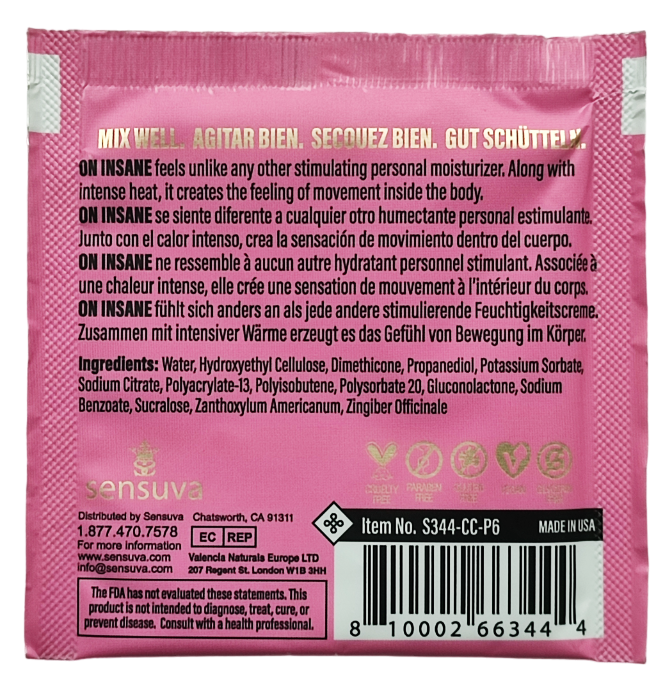 MIX WELL. AGITAR BIEN. SECOUEZ BIEN. GUT SCHÜTTELN.
ON INSANE feels unlike any other stimulating personal moisturizer. Along with
intense heat, it creates the feeling of movement inside the body.
ON INSANE se siente diferente a cualquier otro humectante personal estimulante.
Junto con el calor intenso, crea la sensación de movimiento dentro del cuerpo.
ON INSANE ne ressemble à aucun autre hydratant personnel stimulant. Associée à
une chaleur intense, elle crée une sensation de mouvement à l'intérieur du corps.
ON INSANE fühlt sich anders an als jede andere stimulierende Feuchtigkeitscreme.
Zusammen mit intensiver Wärme erzeugt es das Gefühl von Bewegung im Körper.
Ingredients: Water, Hydroxyethyl Cellulose, Dimethicone, Propanediol, Potassium Sorbate,
Sodium Citrate, Polyacrylate-13, Polyisobutene, Polysorbate 20, Gluconolactone, Sodium
Benzoate, Sucralose, Zanthoxylum Americanum, Zingiber Officinale
sensuva
CRUELTY FREE
PARABEN FREE
FREE
VEGAN
FREE
Distributed by Sensuva Chatsworth, CA 91311
1.877.470.7578
EC REP
For more information
www.sensuva.com
info@sensuva.com
Valencia Naturals Europe LTD
207 Regent St. London W1B 3HH
The FDA has not evaluated these statements. This
product is not intended to diagnose, treat, cure, or
prevent disease. Consult with a health professional.
Item No. S344-CC-P6 MADE IN USA
8 10002 66344 4